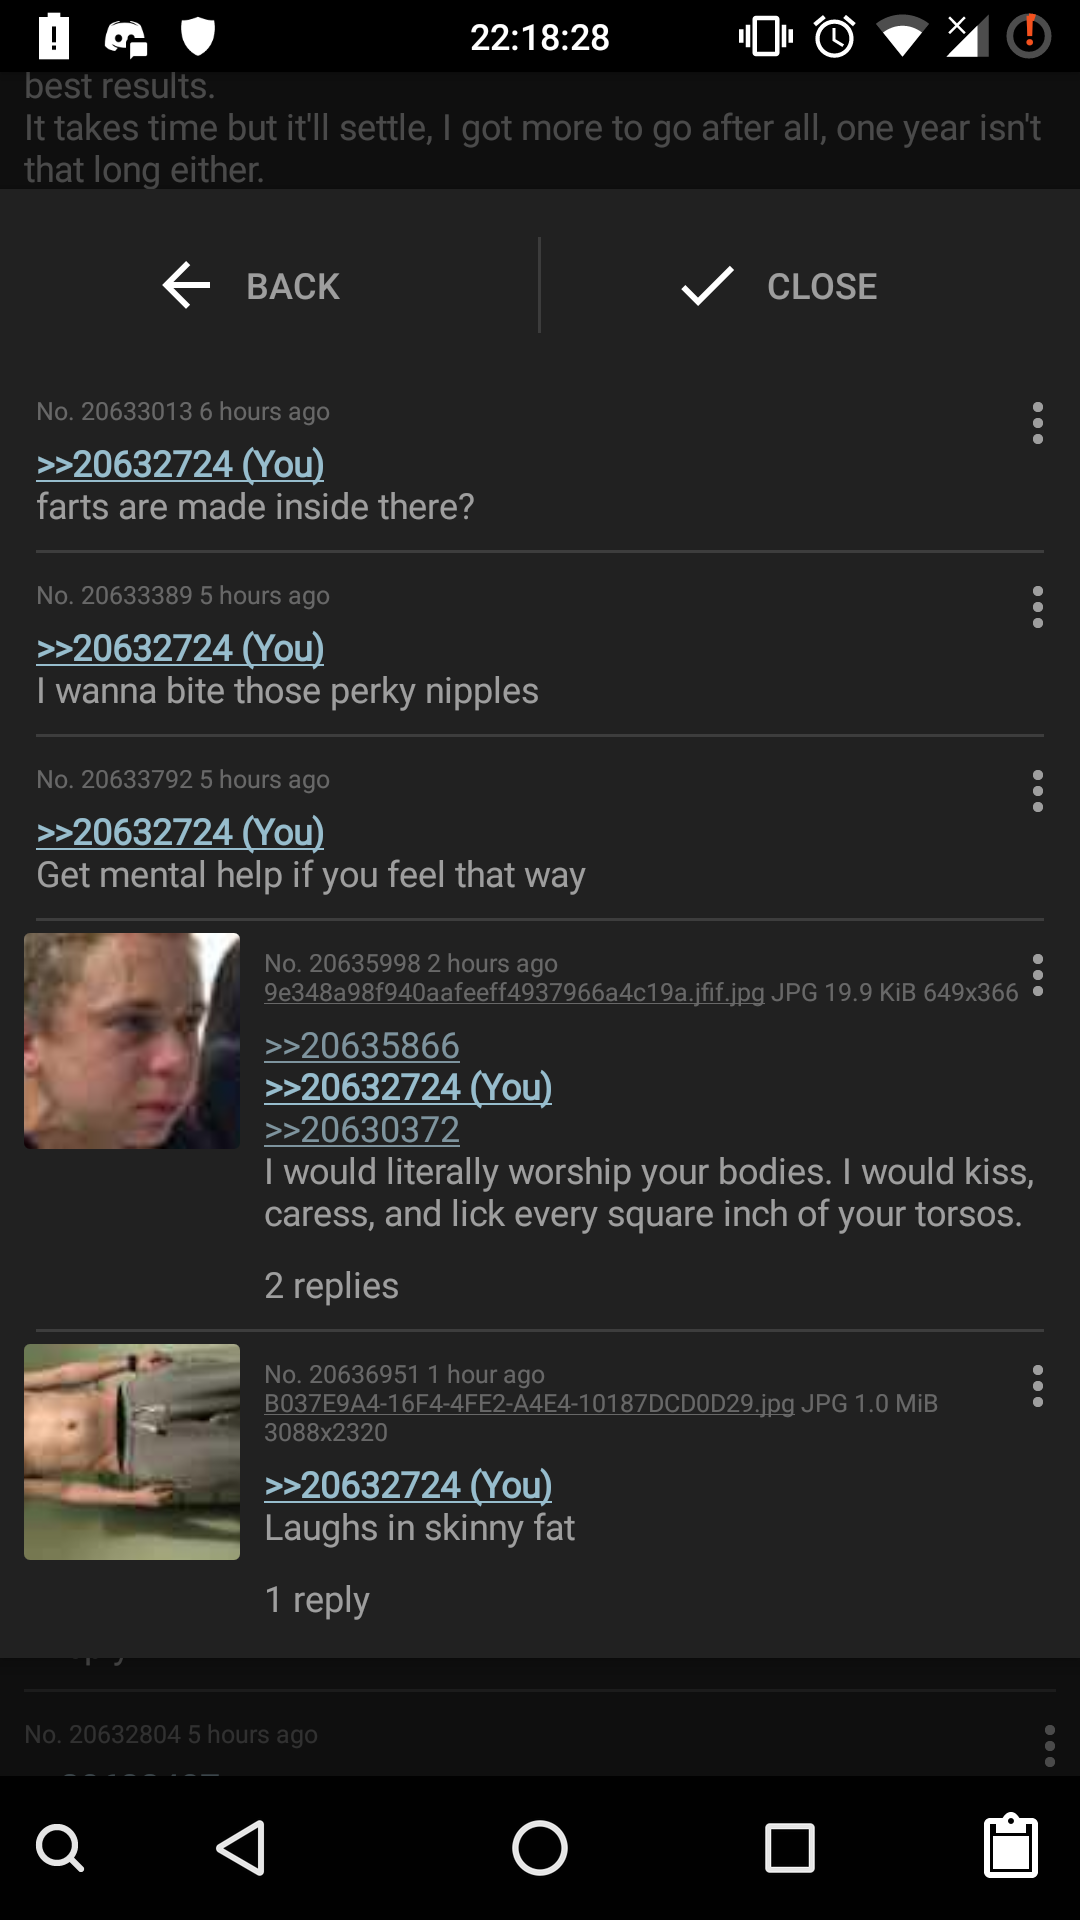 22:18:28
best results.
It takes time but it'll settle, I got more to go after all, one year isn't
that long either.
BACK
CLOSE
No. 20633013 6 hours ago
>>20632724 (You)
farts are made inside there?
No. 20633389 5 hours ago
>>20632724 (You)
I wanna bite those perky nipples
No. 20633792 5 hours ago
>>20632724 (You)
Get mental help if you feel that way
No. 20635998 2 hours ago
9e348a98f940aafeeff4937966a4c19a.jfif.jpg JPG 19.9 KiB 649x366
>>20635866
>>20632724 (You)
>>20630372
I would literally worship your bodies. I would kiss,
caress, and lick every square inch of your torsos.
2 replies
No. 20636951 1 hour ago
B037E9A4-16F4-4FE2-A4E4-10187DCD0D29.jpg JPG 1.0 MiB
3088x2320
>>20632724 (You)
Laughs in skinny fat
1 reply
No. 20632804 5 hours ago